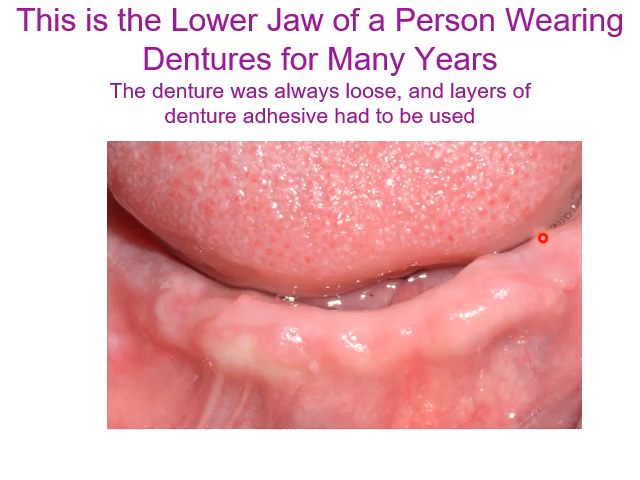 This is the Lower Jaw of a Person Wearing
Dentures for Many Years
The denture was always loose, and layers of
denture adhesive had to be used